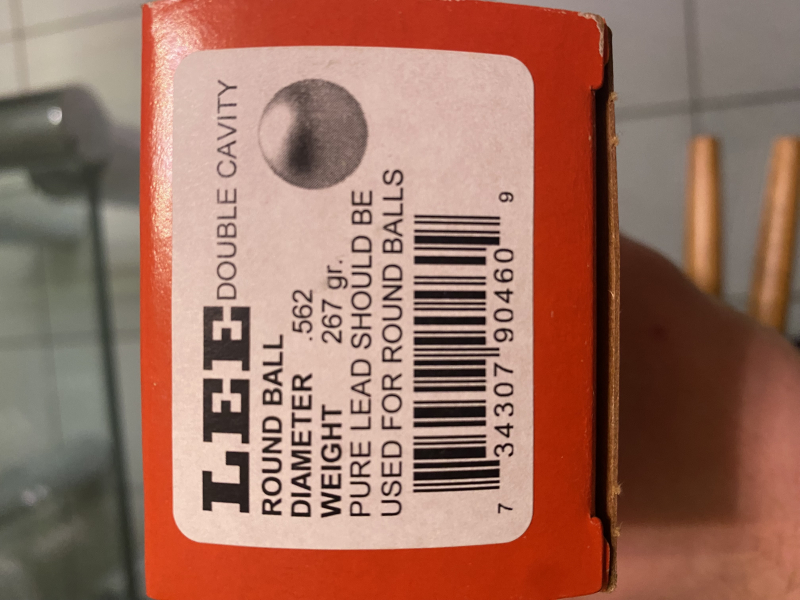 LEE DOUBLE CAVITY
ROUND BALL
DIAMETER .562
WEIGHT 267 gr.
PURE LEAD SHOULD BE
USED FOR ROUND BALLS
7 34307 90460 9